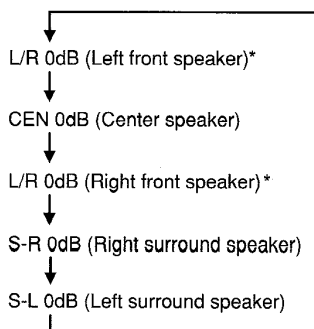 L/R 0dB (Left front speaker)*
CEN 0dB (Center speaker)
L/R 0dB (Right front speaker)*
S-R 0dB (Right surround speaker)
S-L 0dB (Left surround speaker)